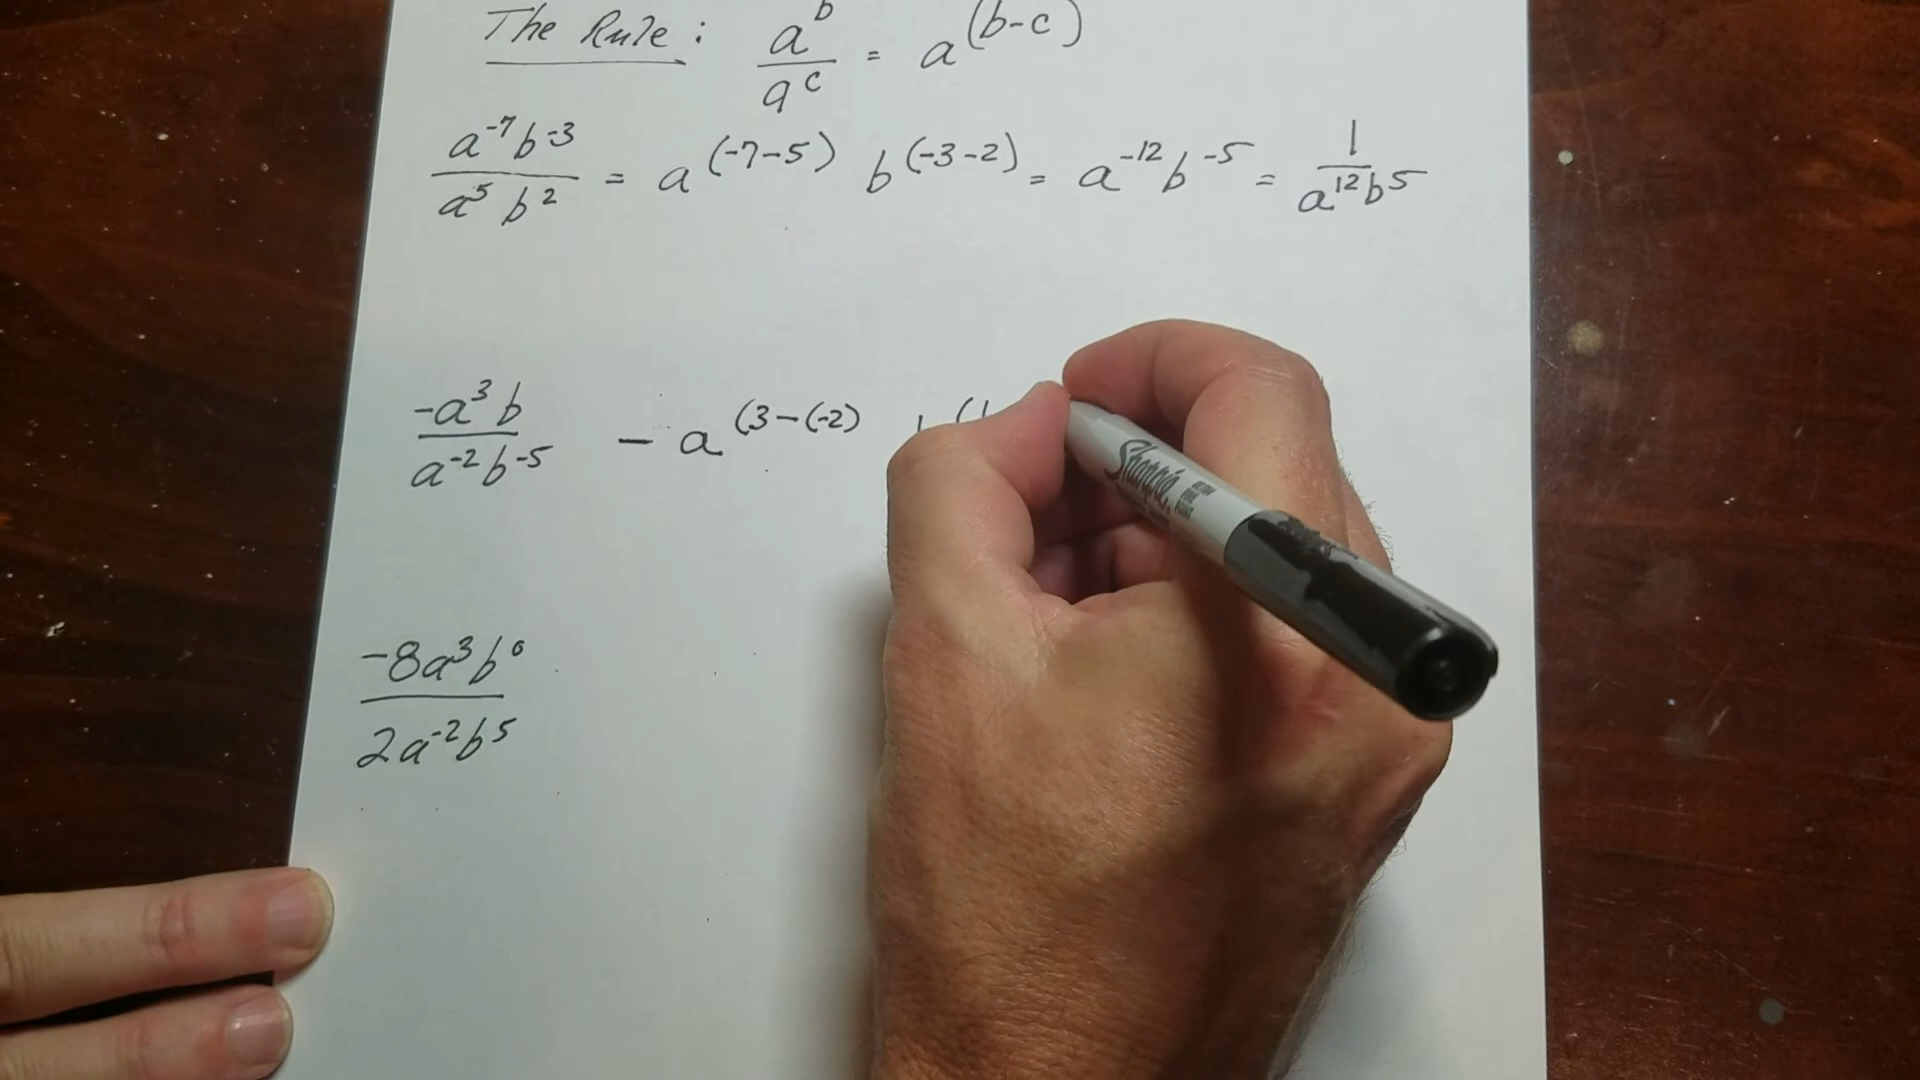 The Rule: a^b/a^c = a^(b-c)
a^-7 b^-3 / a^5 b^2 = a^(-7-5) b^(-3-2) = a^-12 b^-5 = 1/a^12 b^5
-a^3 b / a^-2 b^-5 - a^(3-(-2)
-8a^3 b^0 / 2a^-2 b^5
Sharpie